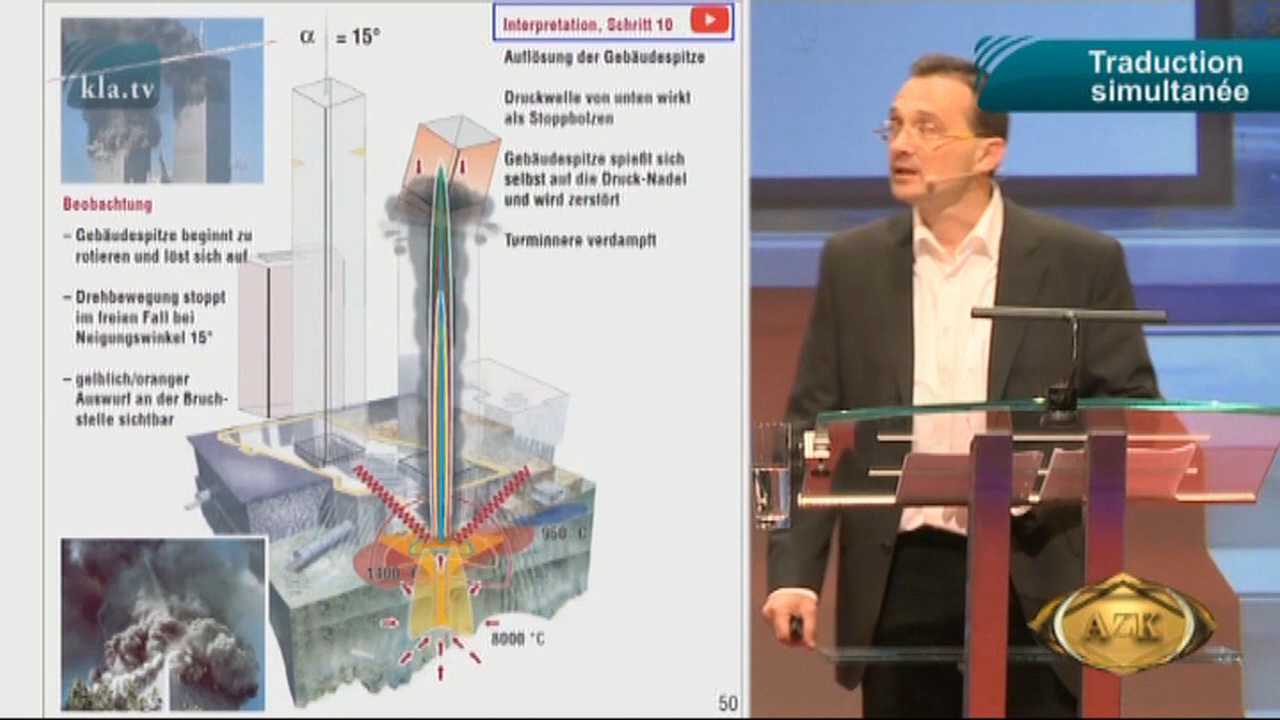 kla.tv
α = 15°
Interpretation, Schritt 10
Auflösung der Gebäudespitze
Druckwelle von unten wirkt
als Stoppbolzen
Gebäudespitze spießt sich
selbst auf die Druck-Nadel
und wird zerstört
Turminnere verdampft
Beobachtung
– Gebäudespitze beginnt zu
rotieren und löst sich auf
– Drehbewegung stoppt
im freien Fall bei
Neigungswinkel 15°
– gelblich/oranger
Auswurf an der Bruch-
stelle sichtbar
950 °C
1400 °C
8000 °C
50
Traduction
simultanée
AZK